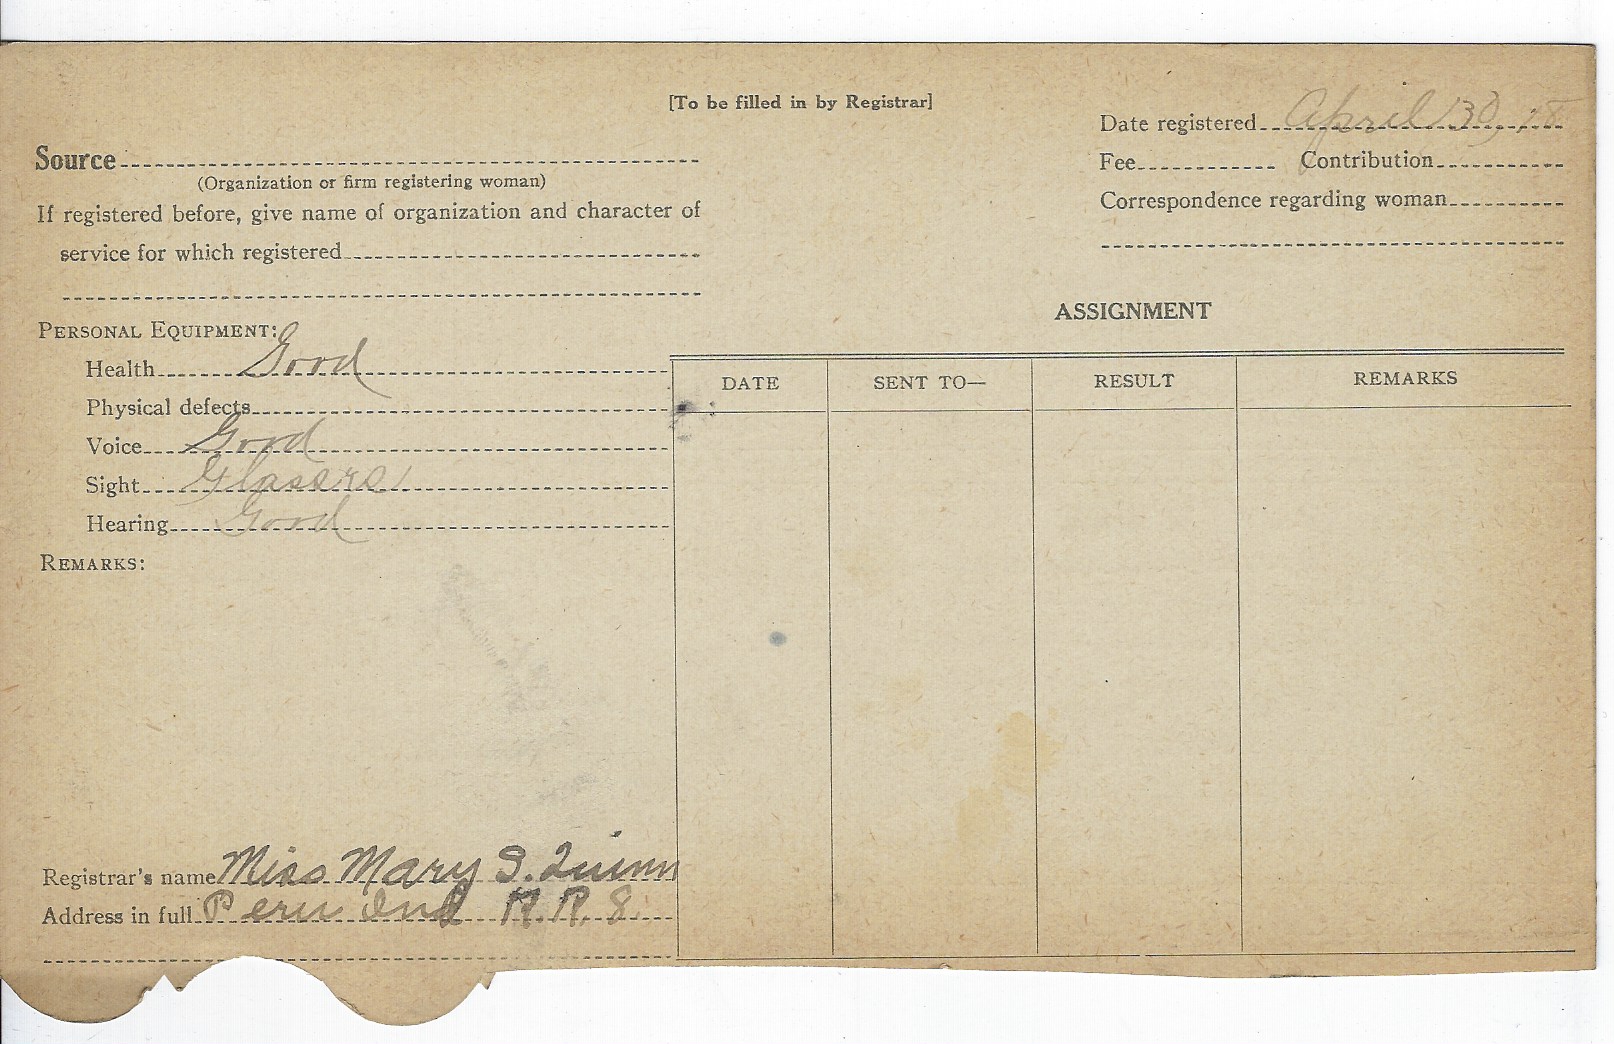 [To be filled in by Registrar]
Date registered April 30, 18
Source
Fee Contribution
(Organization or firm registering woman)
Correspondence regarding woman
If registered before, give name of organization and character of
service for which registered
ASSIGNMENT
PERSONAL EQUIPMENT:
Health Good
DATE SENT TO— RESULT REMARKS
Physical defects
Voice Good
Sight Glasses
Hearing Good
REMARKS:
Registrar's name Miss Mary S. Quinn
Address in full Peru Ind R.R. 8.